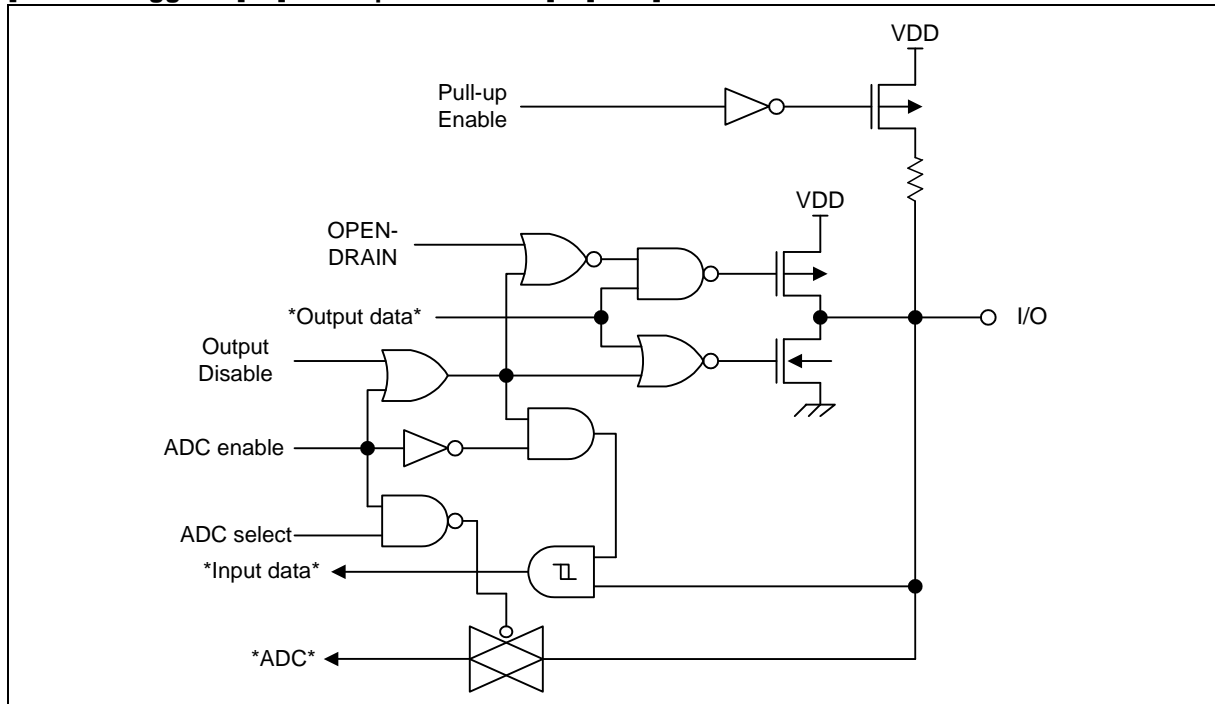 VDD
Pull-up
Enable
VDD
OPEN-
DRAIN
*Output data*
I/O
Output
Disable
ADC enable
ADC select
*Input data*
*ADC*